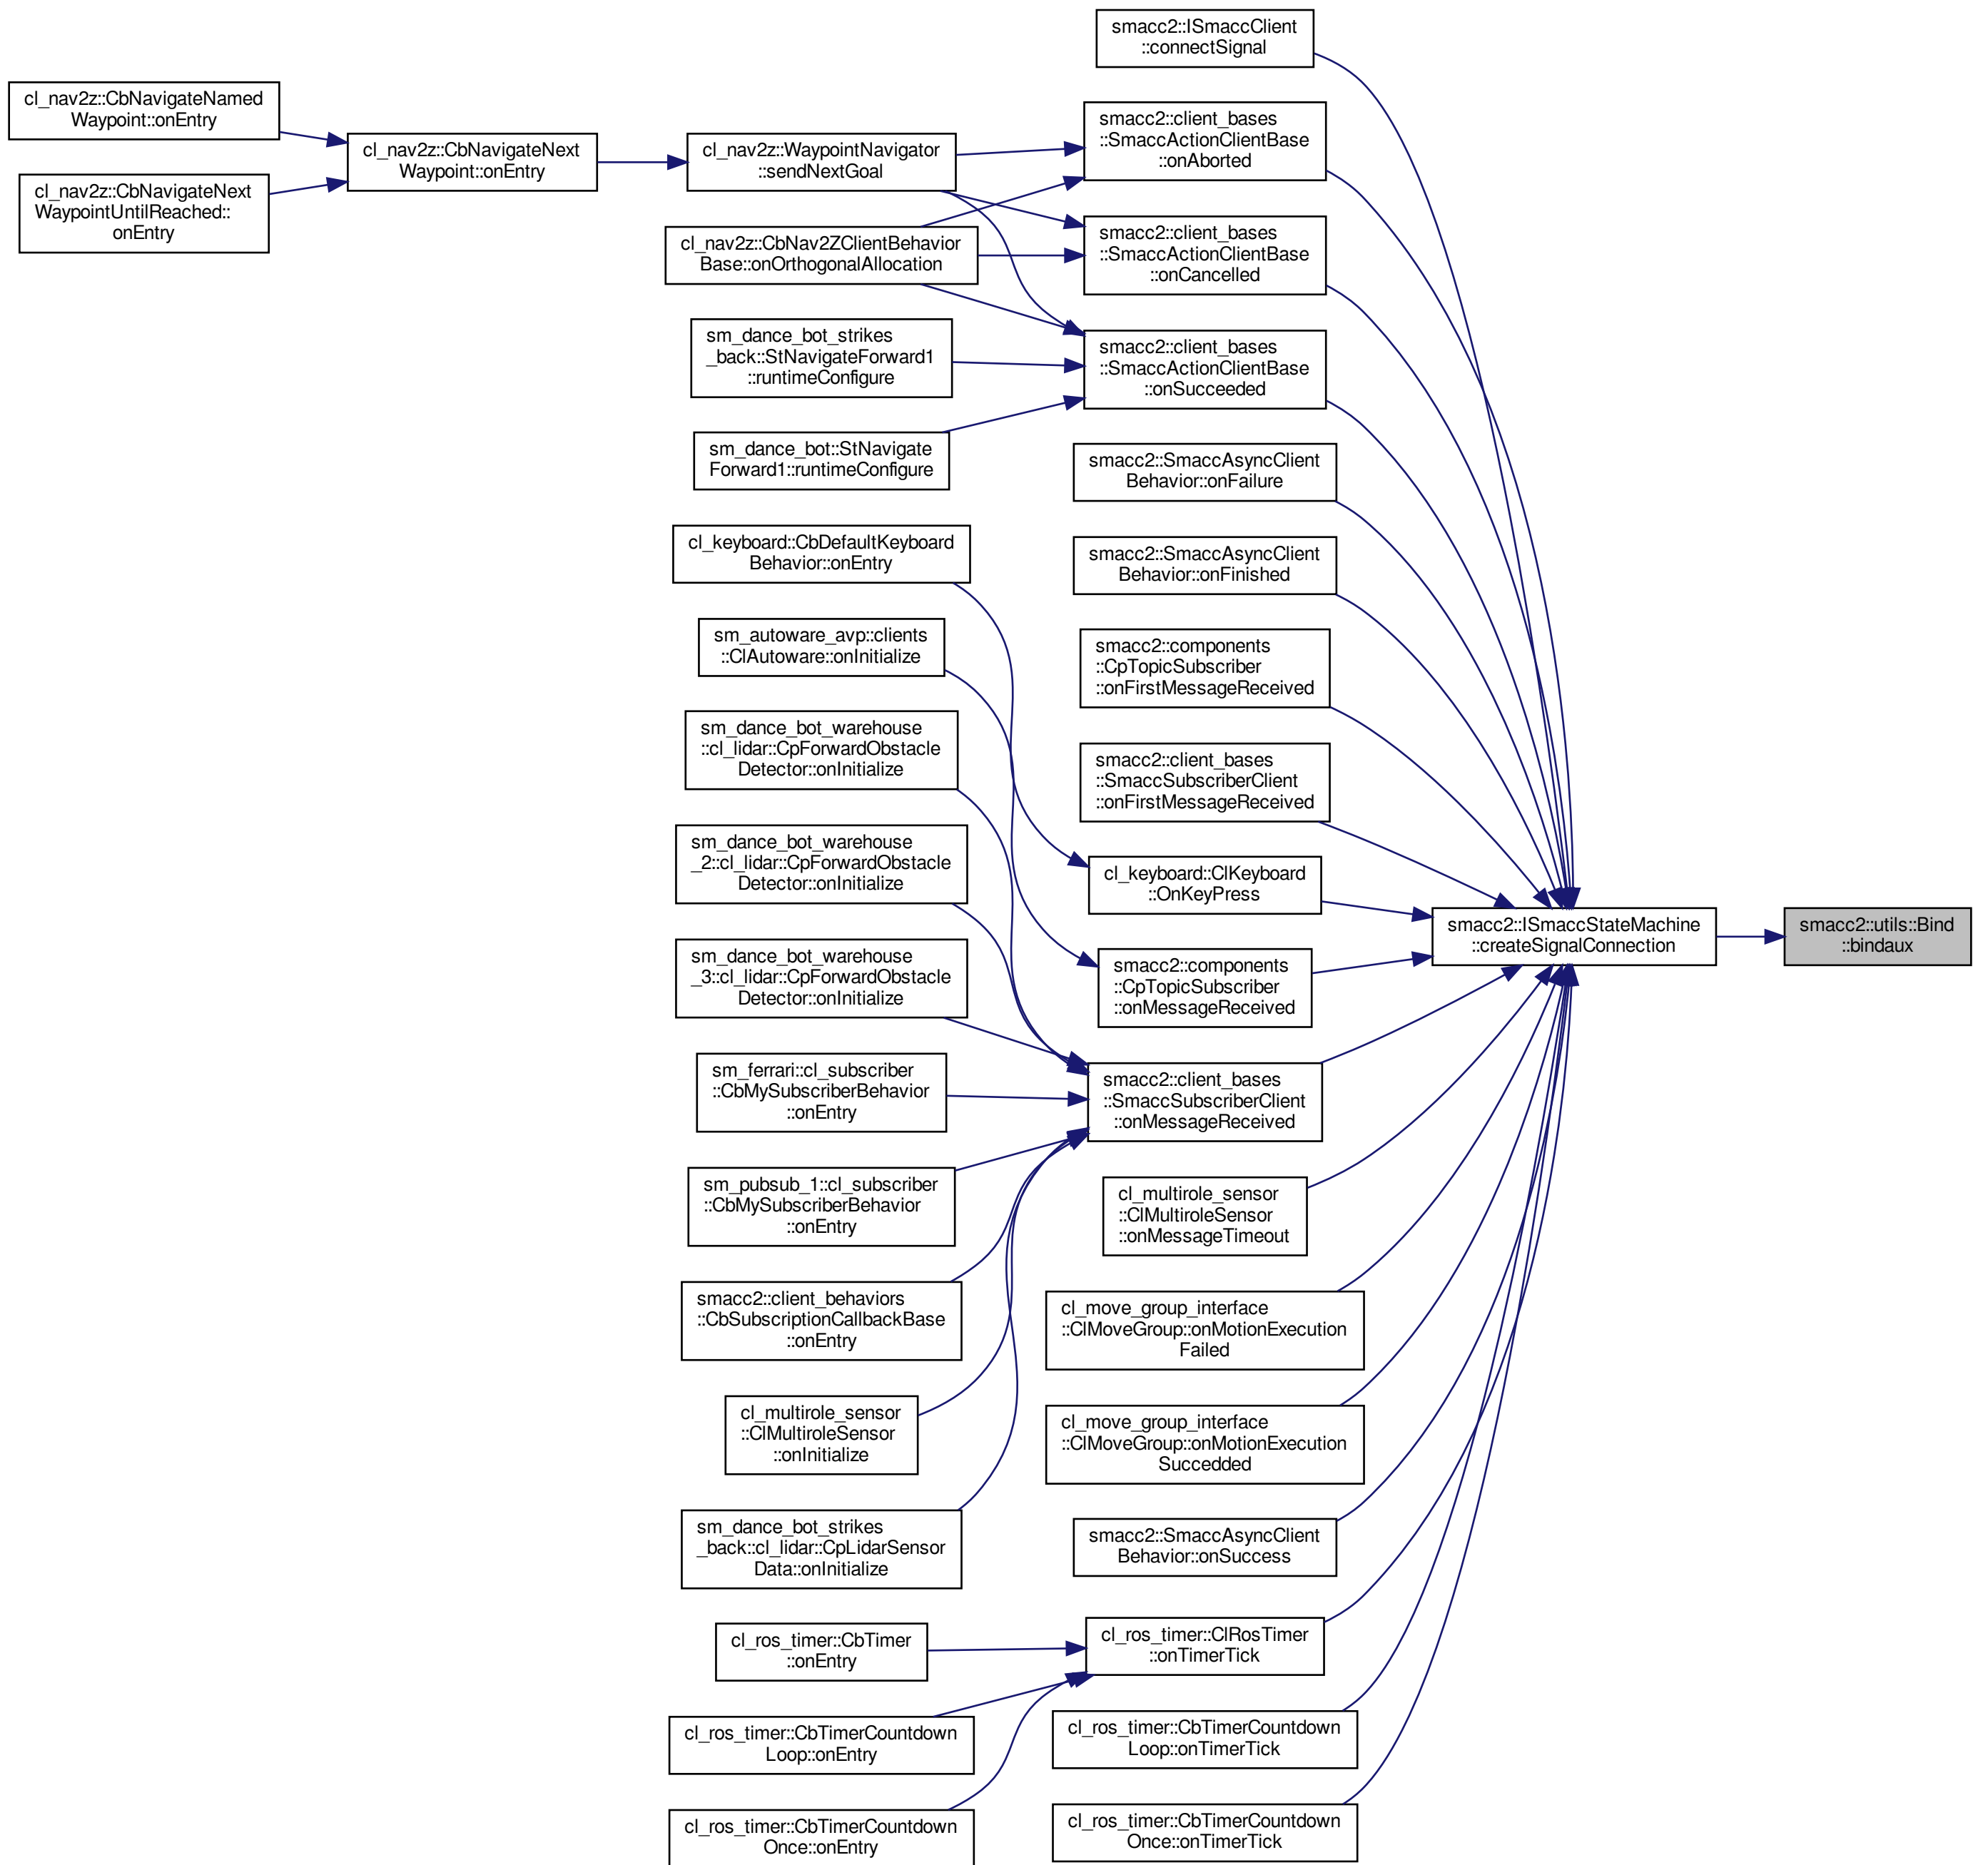 cl_nav2z::CbNavigateNamed
Waypoint::onEntry
cl_nav2z::CbNavigateNext
WaypointUntilReached::
onEntry
cl_nav2z::CbNavigateNext
Waypoint::onEntry
cl_nav2z::WaypointNavigator
::sendNextGoal
cl_nav2z::CbNav2ZClientBehavior
Base::onOrthogonalAllocation
sm_dance_bot_strikes
_back::StNavigateForward1
::runtimeConfigure
sm_dance_bot::StNavigate
Forward1::runtimeConfigure
cl_keyboard::CbDefaultKeyboard
Behavior::onEntry
sm_autoware_avp::clients
::ClAutoware::onInitialize
sm_dance_bot_warehouse
::cl_lidar::CpForwardObstacle
Detector::onInitialize
sm_dance_bot_warehouse
_2::cl_lidar::CpForwardObstacle
Detector::onInitialize
sm_dance_bot_warehouse
_3::cl_lidar::CpForwardObstacle
Detector::onInitialize
sm_ferrari::cl_subscriber
::CbMySubscriberBehavior
::onEntry
sm_pubsub_1::cl_subscriber
::CbMySubscriberBehavior
::onEntry
smacc2::client_behaviors
::CbSubscriptionCallbackBase
::onEntry
cl_multirole_sensor
::ClMultiroleSensor
::onInitialize
sm_dance_bot_strikes
_back::cl_lidar::CpLidarSensor
Data::onInitialize
cl_ros_timer::CbTimer
::onEntry
cl_ros_timer::CbTimerCountdown
Loop::onEntry
cl_ros_timer::CbTimerCountdown
Once::onEntry
smacc2::ISmaccClient
::connectSignal
smacc2::client_bases
::SmaccActionClientBase
::onAborted
smacc2::client_bases
::SmaccActionClientBase
::onCancelled
smacc2::client_bases
::SmaccActionClientBase
::onSucceeded
smacc2::SmaccAsyncClient
Behavior::onFailure
smacc2::SmaccAsyncClient
Behavior::onFinished
smacc2::components
::CpTopicSubscriber
::onFirstMessageReceived
smacc2::client_bases
::SmaccSubscriberClient
::onFirstMessageReceived
cl_keyboard::ClKeyboard
::OnKeyPress
smacc2::components
::CpTopicSubscriber
::onMessageReceived
smacc2::client_bases
::SmaccSubscriberClient
::onMessageReceived
cl_multirole_sensor
::ClMultiroleSensor
::onMessageTimeout
cl_move_group_interface
::ClMoveGroup::onMotionExecution
Failed
cl_move_group_interface
::ClMoveGroup::onMotionExecution
Succedded
smacc2::SmaccAsyncClient
Behavior::onSuccess
cl_ros_timer::ClRosTimer
::onTimerTick
cl_ros_timer::CbTimerCountdown
Loop::onTimerTick
cl_ros_timer::CbTimerCountdown
Once::onTimerTick
smacc2::ISmaccStateMachine
::createSignalConnection
smacc2::utils::Bind
::bindaux